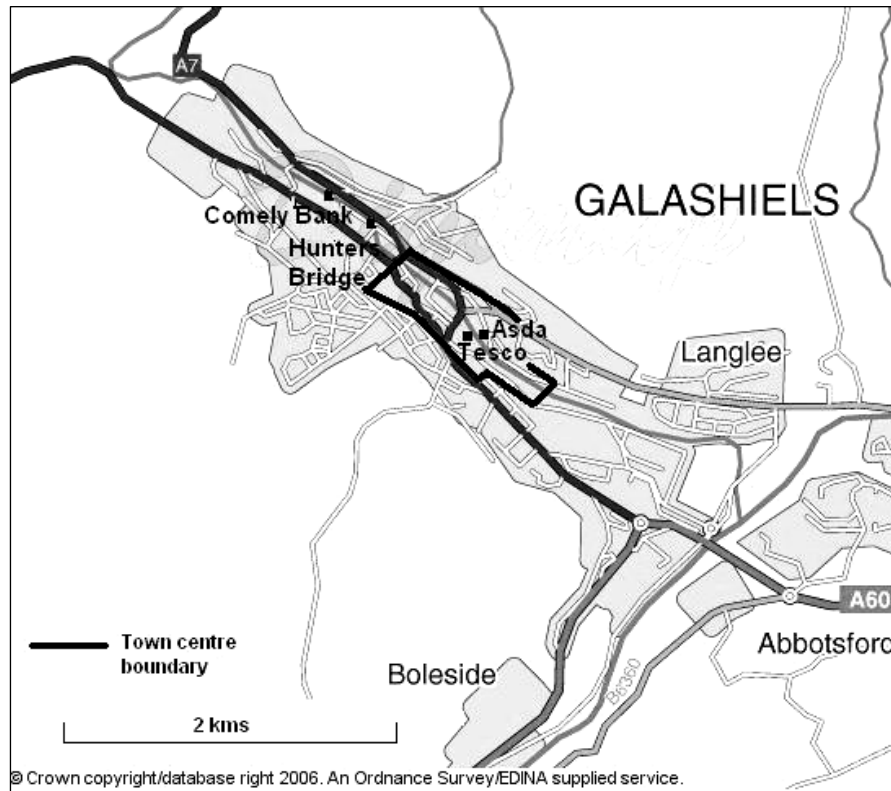 A7
GALASHIELS
Comely Bank
Hunters
Bridge
Asda
Tesco
Langlee
A60
Town centre
boundary
Abbotsford
Boleside
B6360
2 kms
© Crown copyright/database right 2006. An Ordnance Survey/EDINA supplied service.